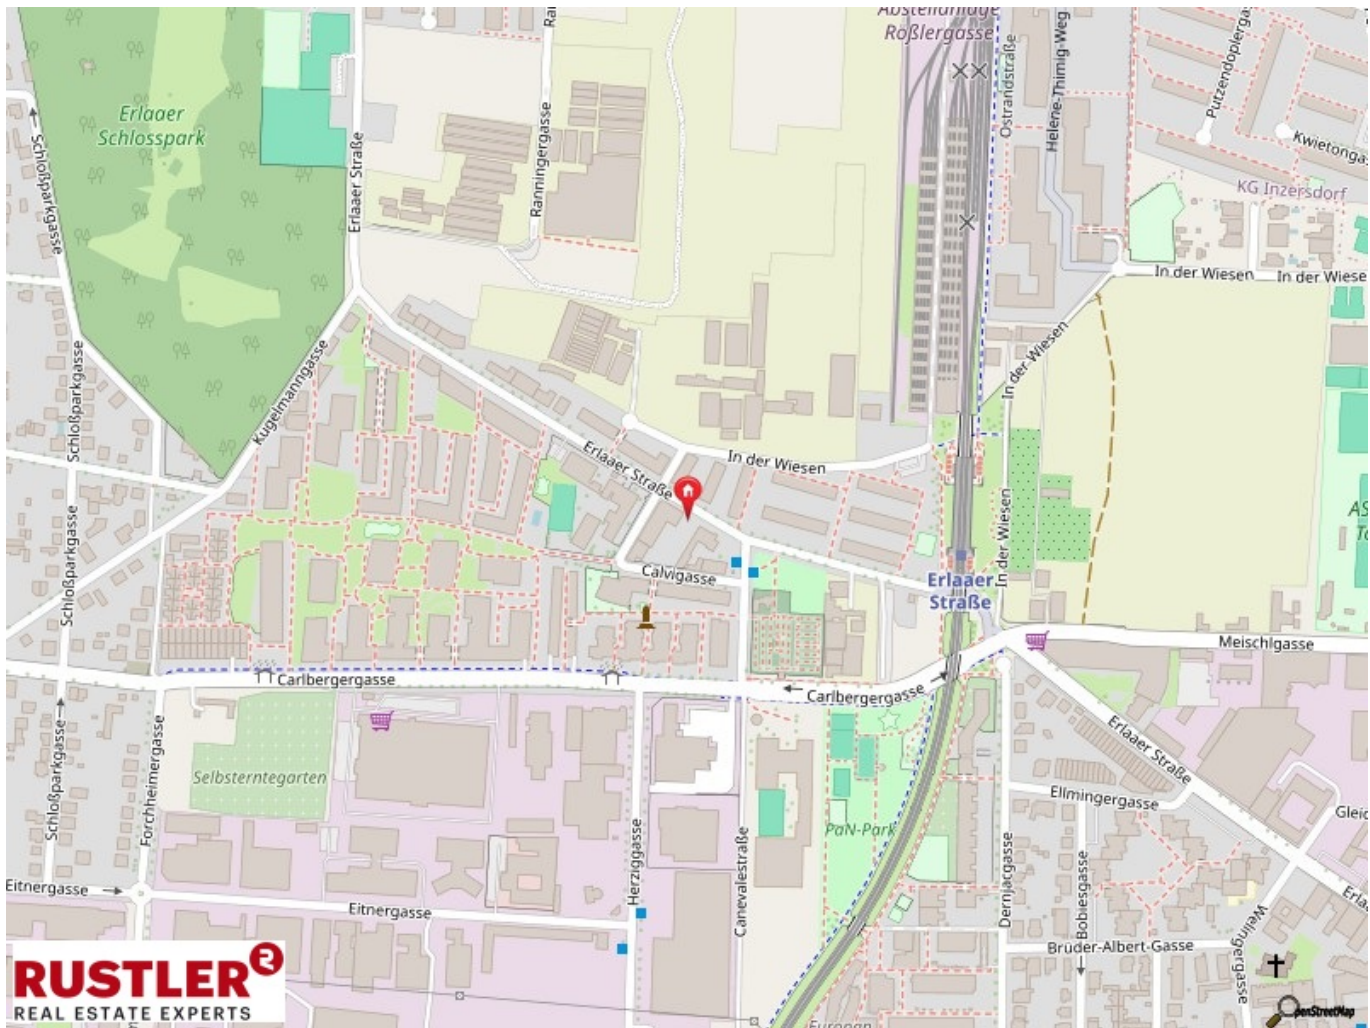 Abstellanlage
Rößlergasse
Erlaaer
Schlosspark
Schloßparkgasse
Erlaaer Straße
Ranningergasse
Ostrandstraße
Helene-Thimig-Weg
Putzendoplergasse
KG Inzersdorf
In der Wiesen
In der Wiese
In der Wiesen
Kugelmanngasse
Schloßparkgasse
Erlaaer Straße
In der Wiesen
In der Wiesen
Schloßparkgasse
Calvigasse
Erlaaer
Straße
Meischlgasse
Carlbergergasse
Carlbergergasse
Schloßparkgasse
Forchheimergasse
Selbsterntegarten
Erlaaer Straße
Ellmingergasse
PaN-Park
Herziggasse
Canevalestraße
Dernjacgasse
Bobiesgasse
Eitnergasse
Eitnergasse
Brüder-Albert-Gasse
Welingergasse
RUSTLER
REAL ESTATE EXPERTS
OpenStreetMap